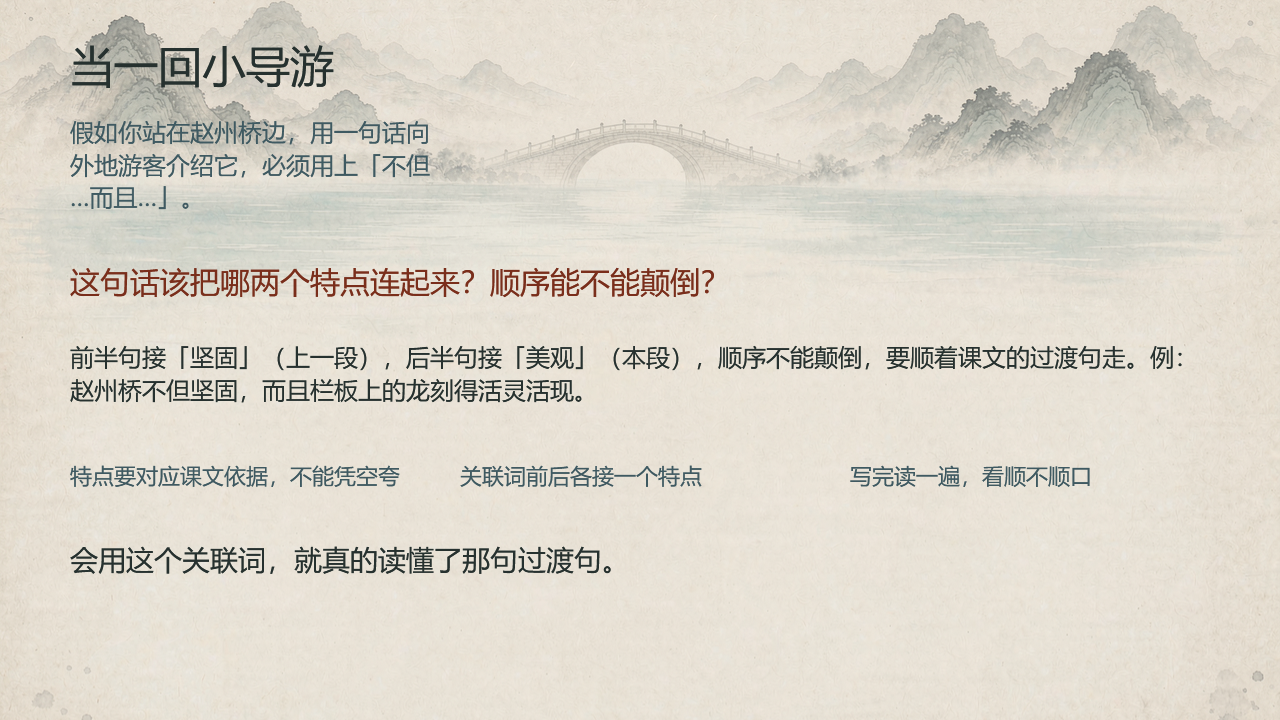 当一回小导游
假如你站在赵州桥边，用一句话向
外地游客介绍它，必须用上「不但
…而且…」。
这句话该把哪两个特点连起来？顺序能不能颠倒？
前半句接「坚固」（上一段），后半句接「美观」（本段），顺序不能颠倒，要顺着课文的过渡句走。例：
赵州桥不但坚固，而且栏板上的龙刻得活灵活现。
特点要对应课文依据，不能凭空夸
关联词前后各接一个特点
写完读一遍，看顺不顺口
会用这个关联词，就真的读懂了那句过渡句。